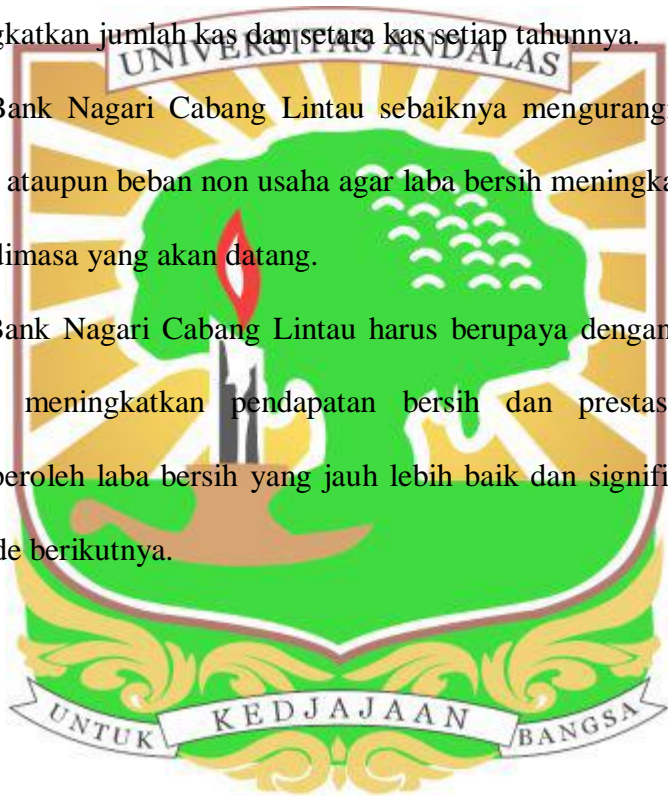 gkatkan jumlah kas dan setara kas setiap tahunnya.
UNIVERSITAS ANDALAS
Bank Nagari Cabang Lintau sebaiknya mengurangi
ataupun beban non usaha agar laba bersih meningka
dimasa yang akan datang.
Bank Nagari Cabang Lintau harus berupaya dengan
meningkatkan pendapatan bersih dan prestas
peroleh laba bersih yang jauh lebih baik dan signifi
de berikutnya.
UNTUK KEDJAJAAN BANGSA